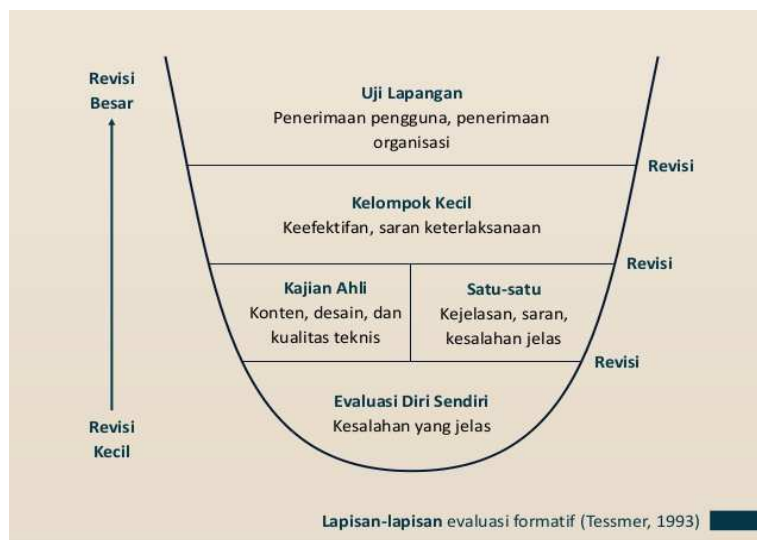 Revisi
Besar
Uji Lapangan
Penerimaan pengguna, penerimaan
organisasi
Revisi
Kelompok Kecil
Keefektifan, saran keterlaksanaan
Revisi
Kajian Ahli
Konten, desain, dan
kualitas teknis
Satu-satu
Kejelasan, saran,
kesalahan jelas
Revisi
Evaluasi Diri Sendiri
Kesalahan yang jelas
Revisi
Kecil
Lapisan-lapisan evaluasi formatif (Tessmer, 1993)